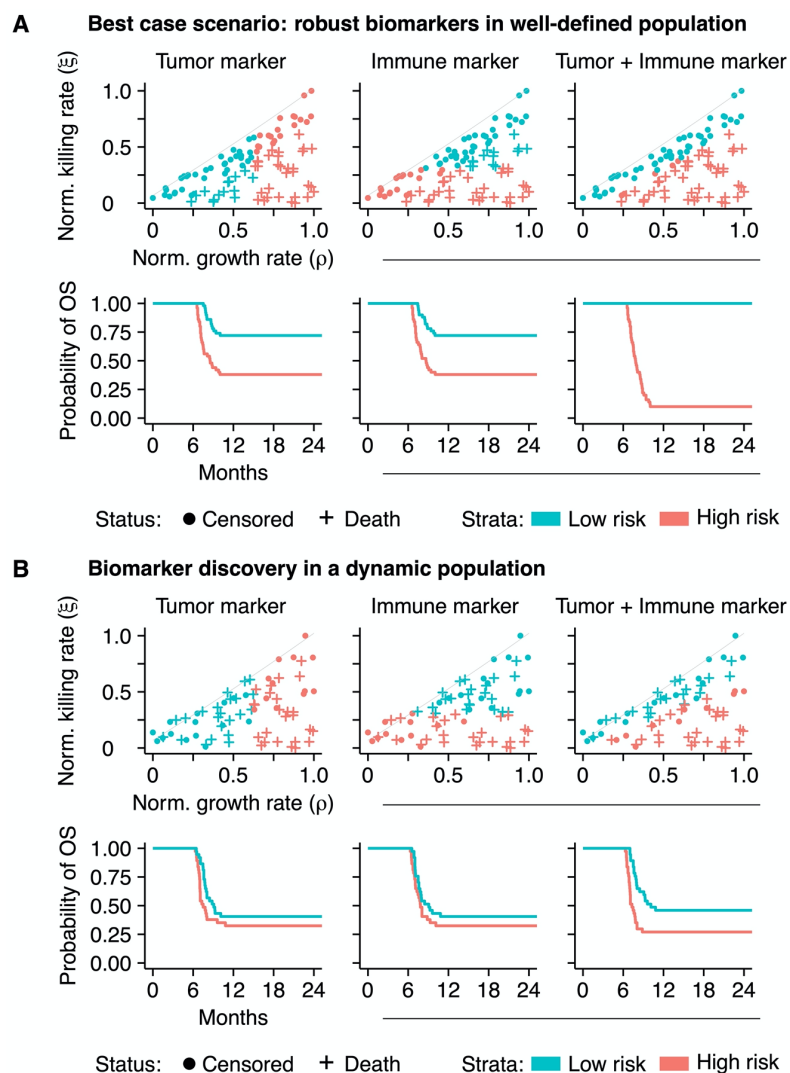 A Best case scenario: robust biomarkers in well-defined population
Tumor marker Immune marker Tumor + Immune marker
Norm. killing rate (ξ)
1.0
0.5
0
0 0.5 1.0 0 0.5 1.0 0 0.5 1.0
Norm. growth rate (ρ)
Probability of OS
1.00
0.75
0.50
0.25
0.00
0 6 12 18 24 0 6 12 18 24 0 6 12 18 24
Months
Status: Censored + Death Strata: Low risk High risk
B Biomarker discovery in a dynamic population
Tumor marker Immune marker Tumor + Immune marker
Norm. killing rate (ξ)
1.0
0.5
0
0 0.5 1.0 0 0.5 1.0 0 0.5 1.0
Norm. growth rate (ρ)
Probability of OS
1.00
0.75
0.50
0.25
0.00
0 6 12 18 24 0 6 12 18 24 0 6 12 18 24
Months
Status: Censored + Death Strata: Low risk High risk